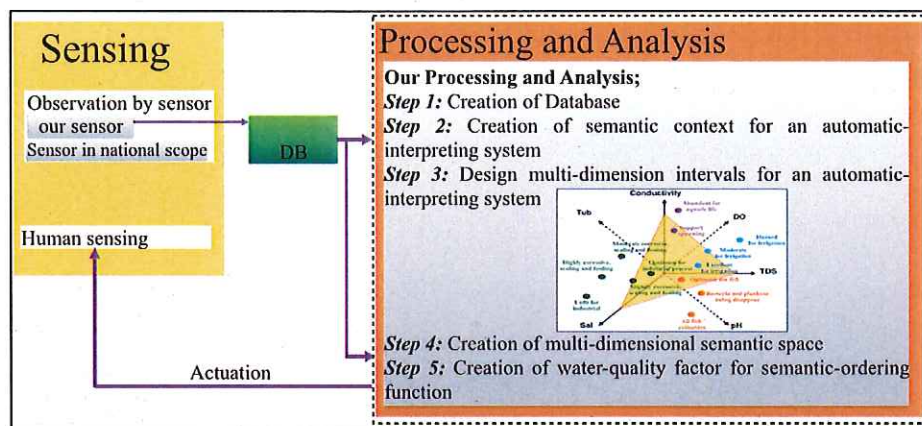 Sensing
Observation by sensor
our sensor
Sensor in national scope
Human sensing
DB
Actuation
Processing and Analysis
Our Processing and Analysis;
Step 1: Creation of Database
Step 2: Creation of semantic context for an automatic-
interpreting system
Step 3: Design multi-dimension intervals for an automatic-
interpreting system
Conductivity
Tub
DO
TDS
Sal
pH
Step 4: Creation of multi-dimensional semantic space
Step 5: Creation of water-quality factor for semantic-ordering
function